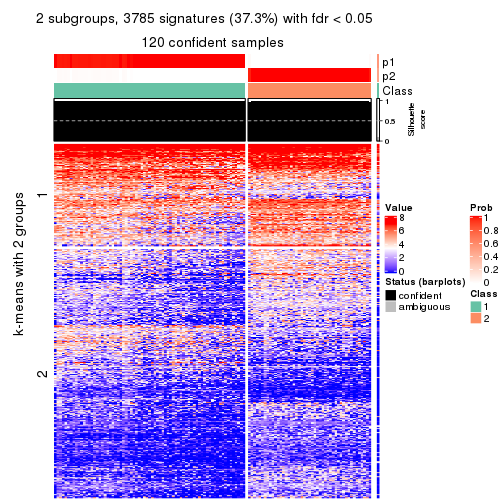 2 subgroups, 3785 signatures (37.3%) with fdr < 0.05
120 confident samples
p1
p2
Class
1
0.5
0
Silhouette
score
k-means with 2 groups
1
2
Value
8
6
4
2
0
Prob
1
0.8
0.6
0.4
0.2
0
Status (barplots)
confident
ambiguous
Class
1
2